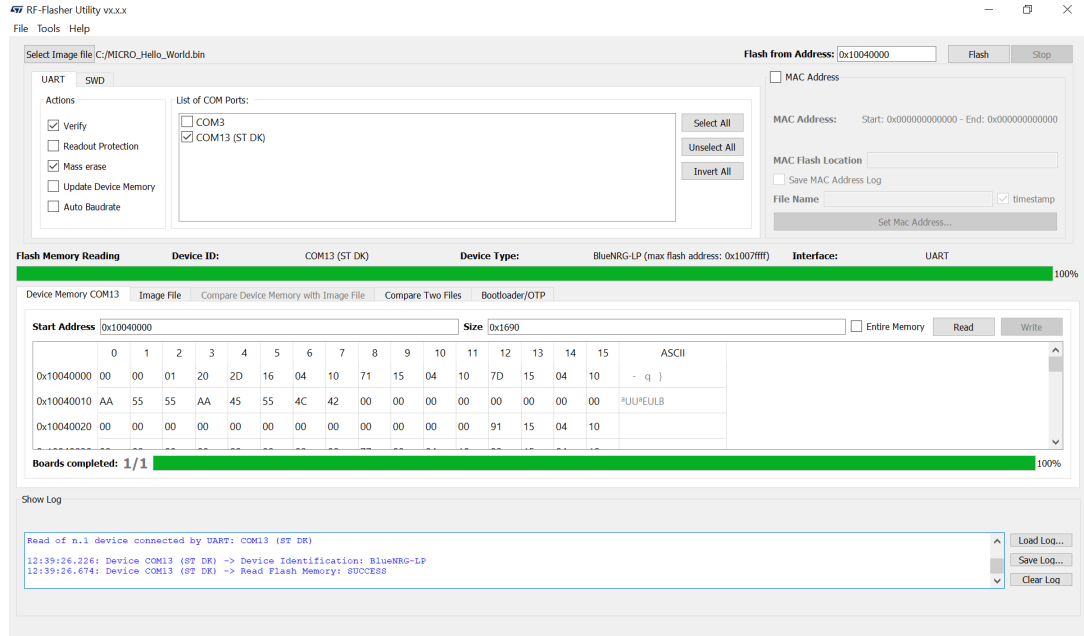 RF-Flasher Utility vx.x.x
File Tools Help
Select Image file C:/MICRO_Hello_World.bin Flash from Address: 0x10040000 Flash Stop
UART SWD
MAC Address
Actions List of COM Ports:
Verify
Readout Protection
Mass erase
Update Device Memory
Auto Baudrate
COM3
COM13 (ST DK)
Select All
Unselect All
Invert All
MAC Address: Start: 0x000000000000 - End: 0x000000000000
MAC Flash Location
Save MAC Address Log
File Name timestamp
Set Mac Address...
Flash Memory Reading Device ID: COM13 (ST DK) Device Type: BlueNRG-LP (max flash address: 0x1007ffff) Interface: UART
100%
Device Memory COM13 Image File Compare Device Memory with Image File Compare Two Files Bootloader/OTP
Start Address 0x10040000 Size 0x1690 Entire Memory Read Write
0 1 2 3 4 5 6 7 8 9 10 11 12 13 14 15 ASCII
0x10040000 00 00 01 20 2D 16 04 10 71 15 04 10 7D 15 04 10 - q }
0x10040010 AA 55 55 AA 45 55 4C 42 00 00 00 00 00 00 00 00 ªUUªEULB
0x10040020 00 00 00 00 00 00 00 00 00 00 00 00 91 15 04 10
Boards completed: 1/1 100%
Show Log
Read of n.1 device connected by UART: COM13 (ST DK)
12:39:26.226: Device COM13 (ST DK) -> Device Identification: BlueNRG-LP
12:39:26.674: Device COM13 (ST DK) -> Read Flash Memory: SUCCESS
Load Log...
Save Log...
Clear Log